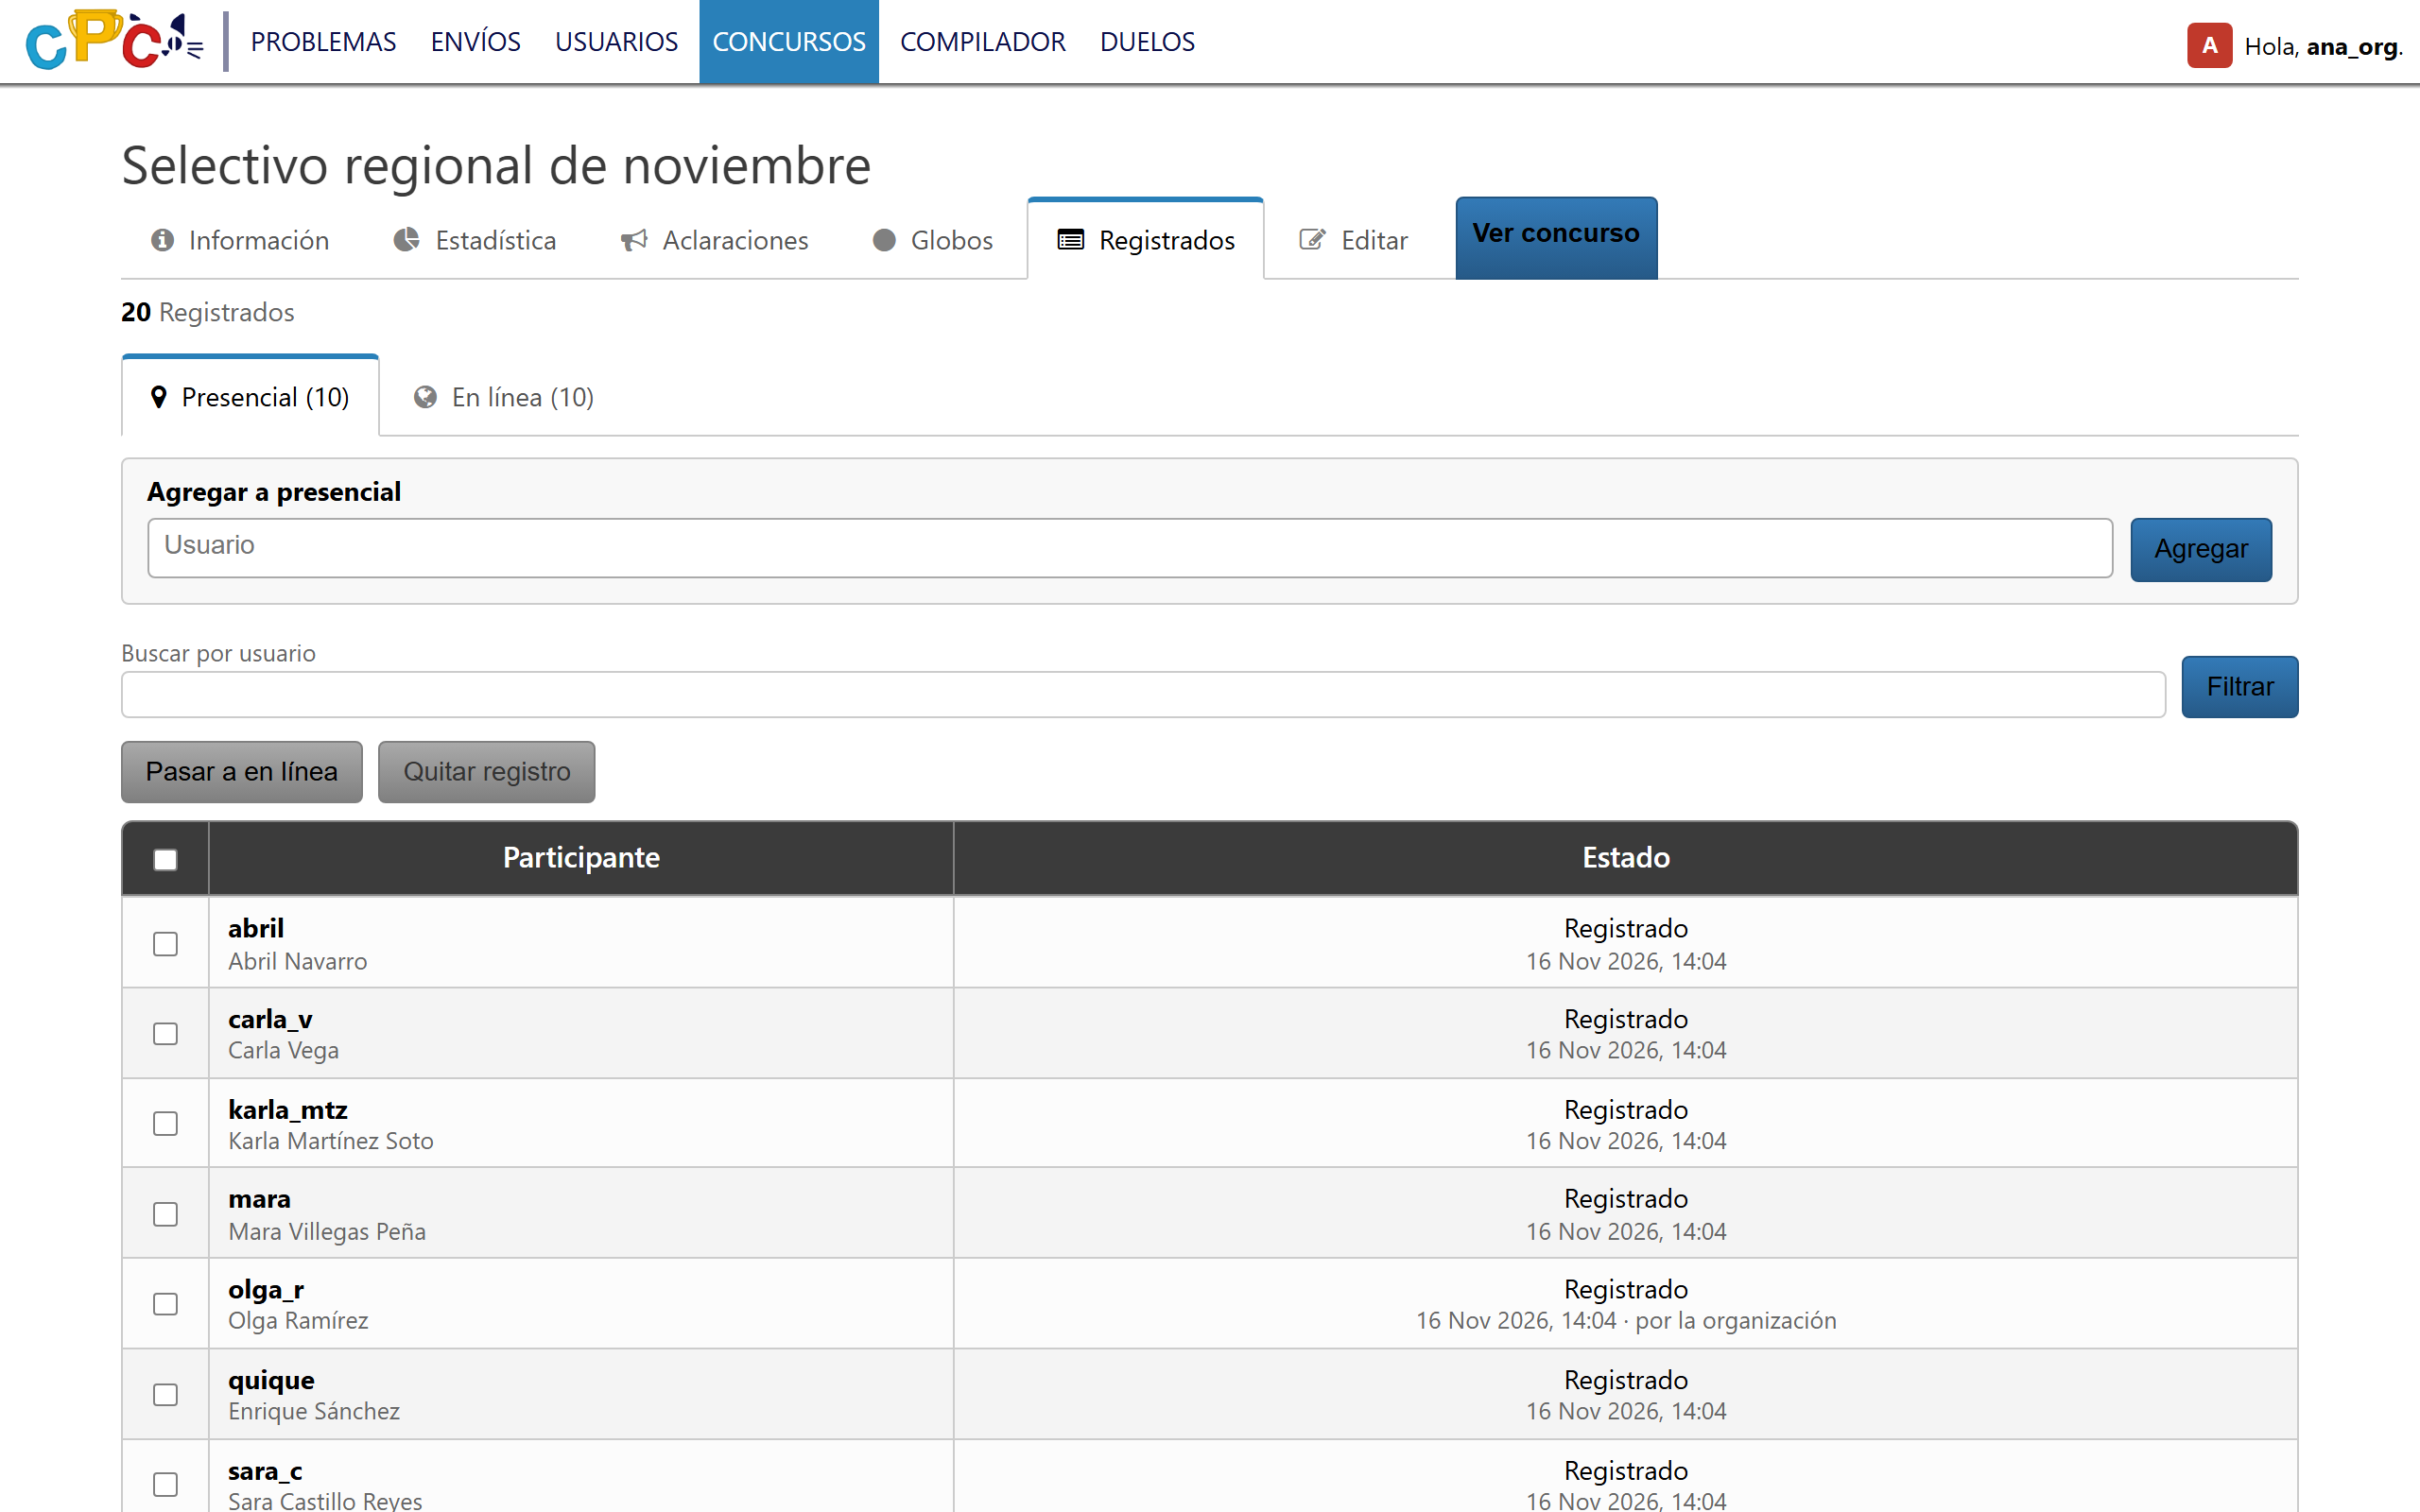 CPC
PROBLEMAS ENVÍOS USUARIOS CONCURSOS COMPILADOR DUELOS
A Hola, ana_org.
Selectivo regional de noviembre
Información Estadística Aclaraciones Globos Registrados Editar Ver concurso
20 Registrados
Presencial (10) En línea (10)
Agregar a presencial
Usuario Agregar
Buscar por usuario
Filtrar
Pasar a en línea Quitar registro
Participante Estado
abril Registrado
Abril Navarro 16 Nov 2026, 14:04
carla_v Registrado
Carla Vega 16 Nov 2026, 14:04
karla_mtz Registrado
Karla Martínez Soto 16 Nov 2026, 14:04
mara Registrado
Mara Villegas Peña 16 Nov 2026, 14:04
olga_r Registrado
Olga Ramírez 16 Nov 2026, 14:04 · por la organización
quique Registrado
Enrique Sánchez 16 Nov 2026, 14:04
sara_c Registrado
Sara Castillo Reyes 16 Nov 2026, 14:04